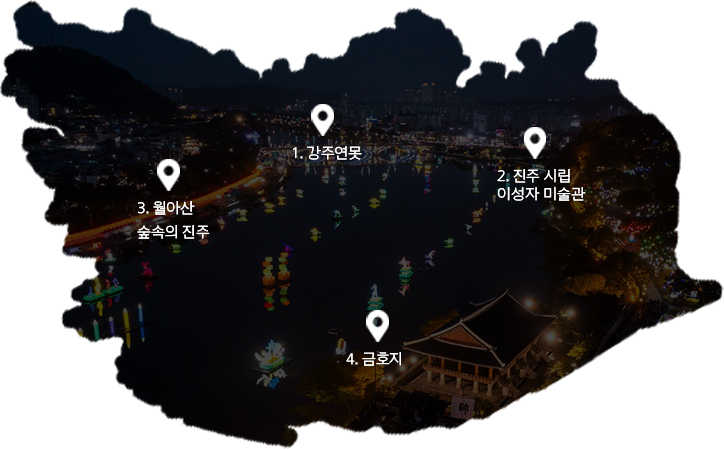 1. 강주연못
2. 진주 시립
이성자 미술관
3. 월아산
숲속의 진주
4. 금호지
帥